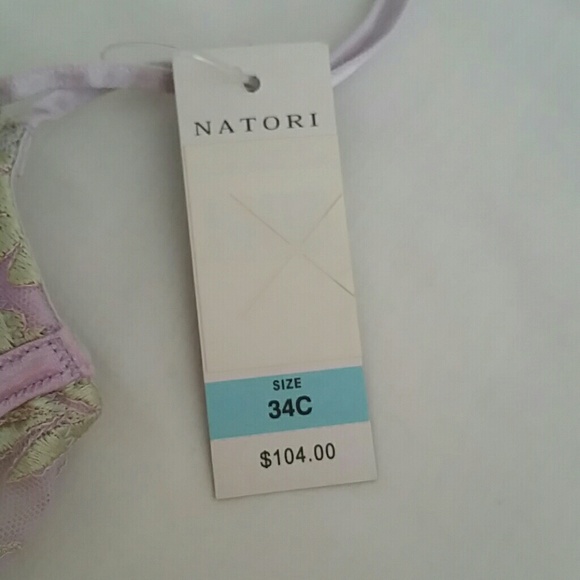 NATORI
SIZE
34C
$104.00